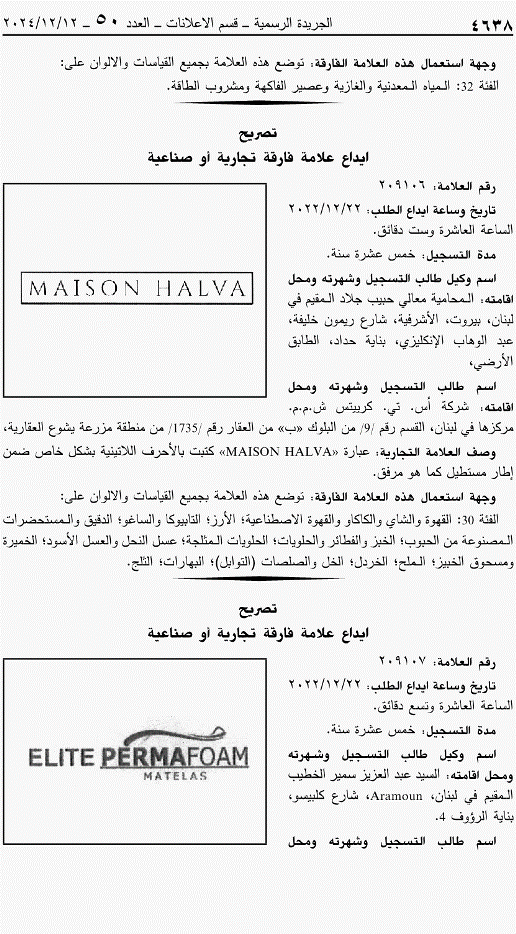 ٤٦٣٨
الجريدة الرسمية ــ قسم الاعلانات ــ العدد ٥٠ ــ ٢٠٢٤/١٢/١٢
وجهة استعمال هذه العلامة الفارقة: توضع هذه العلامة بجميع القياسات والالوان على:
الفئة 32: المياه المعدنية والغازية وعصير الفاكهة ومشروب الطاقة.
تصريح
ايداع علامة فارقة تجارية أو صناعية
رقم العلامة: ٢٠٩١٠٦
تاريخ وساعة ايداع الطلب: ٢٠٢٢/١٢/٢٢
الساعة العاشرة وست دقائق.
مدة التسجيل: خمس عشرة سنة.
اسم وكيل طالب التسجيل وشهرته ومحل
اقامته: المحامية معالي حبيب جلاد المقيم في
لبنان، بيروت، الأشرفية، شارع ريمون خليفة،
عبد الوهاب الإنكليزي، بناية حداد، الطابق
الأرضي،
اسم طالب التسجيل وشهرته ومحل
اقامته: شركة أس. تي. كرييتس ش.م.م.
MAISON HALVA
مركزها في لبنان، القسم رقم /9/ من البلوك «ب» من العقار رقم /1735/ من منطقة مزرعة يشوع العقارية،
وصف العلامة التجارية: عبارة «MAISON HALVA» كتبت بالأحرف اللاتينية بشكل خاص ضمن
إطار مستطيل كما هو مرفق.
وجهة استعمال هذه العلامة الفارقة: توضع هذه العلامة بجميع القياسات والالوان على:
الفئة 30: القهوة والشاي والكاكاو والقهوة الاصطناعية؛ الأرز؛ التابيوكا والساغو؛ الدقيق والمستحضرات
المصنوعة من الحبوب؛ الخبز والفطائر والحلويات؛ الحلويات المثلجة؛ عسل النحل والعسل الأسود؛ الخميرة
ومسحوق الخبيز؛ الملح؛ الخردل؛ الخل والصلصات (التوابل)؛ البهارات؛ الثلج.
تصريح
ايداع علامة فارقة تجارية أو صناعية
رقم العلامة: ٢٠٩١٠٧
تاريخ وساعة ايداع الطلب: ٢٠٢٢/١٢/٢٢
الساعة العاشرة وتسع دقائق.
مدة التسجيل: خمس عشرة سنة.
اسم وكيل طالب التسجيل وشهرته
ومحل اقامته: السيد عبد العزيز سمير الخطيب
المقيم في لبنان، Aramoun، شارع كلبيسو،
بناية الرؤوف 4.
اسم طالب التسجيل وشهرته ومحل
ELITE PERMAFOAM
MATELAS